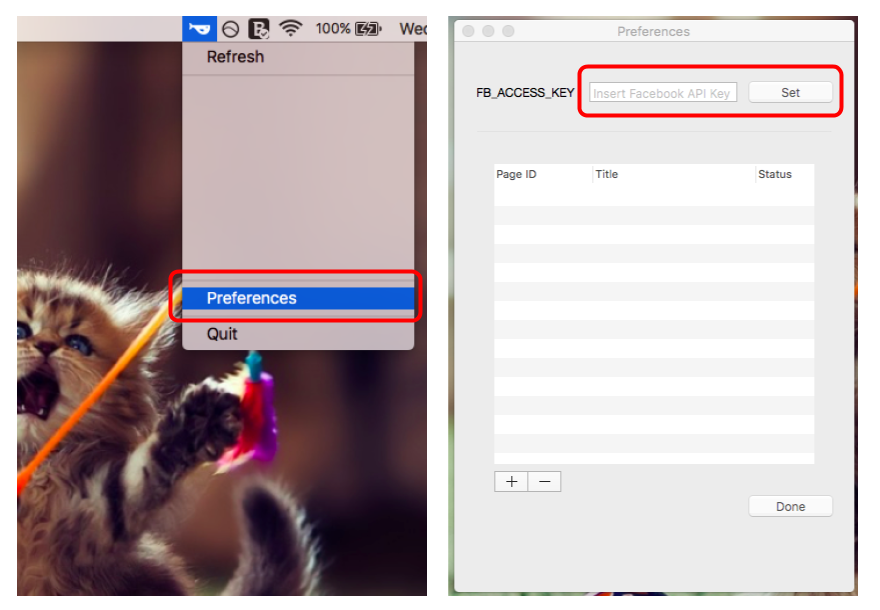 100% Wed
Refresh
Preferences
Quit
Preferences
FB_ACCESS_KEY Insert Facebook API Key Set
Page ID Title Status
+ −
Done